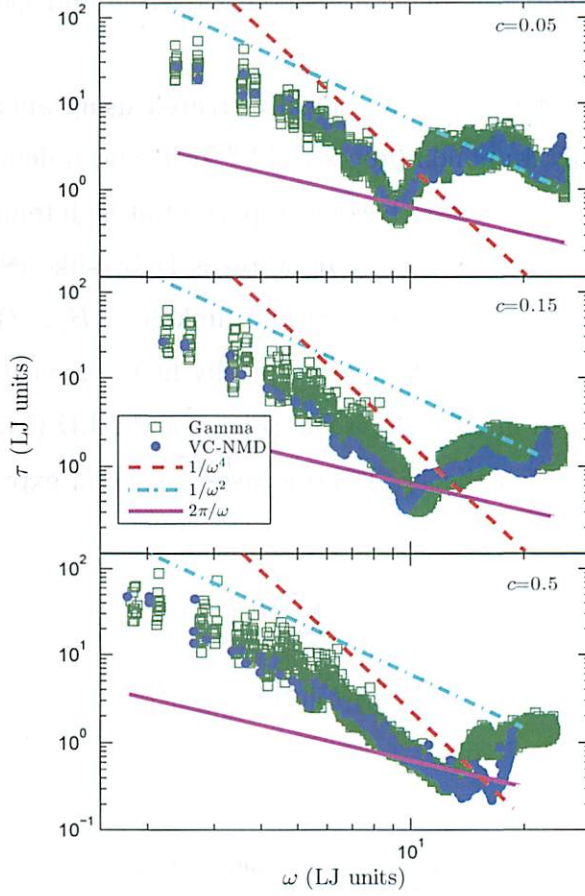 10²
c=0.05
10¹
10⁰
10²
c=0.15
10¹
τ (LJ units)
Gamma
VC-NMD
1/ω⁴
1/ω²
2π/ω
10⁰
10²
c=0.5
10¹
10⁰
10⁻¹
10¹
ω (LJ units)